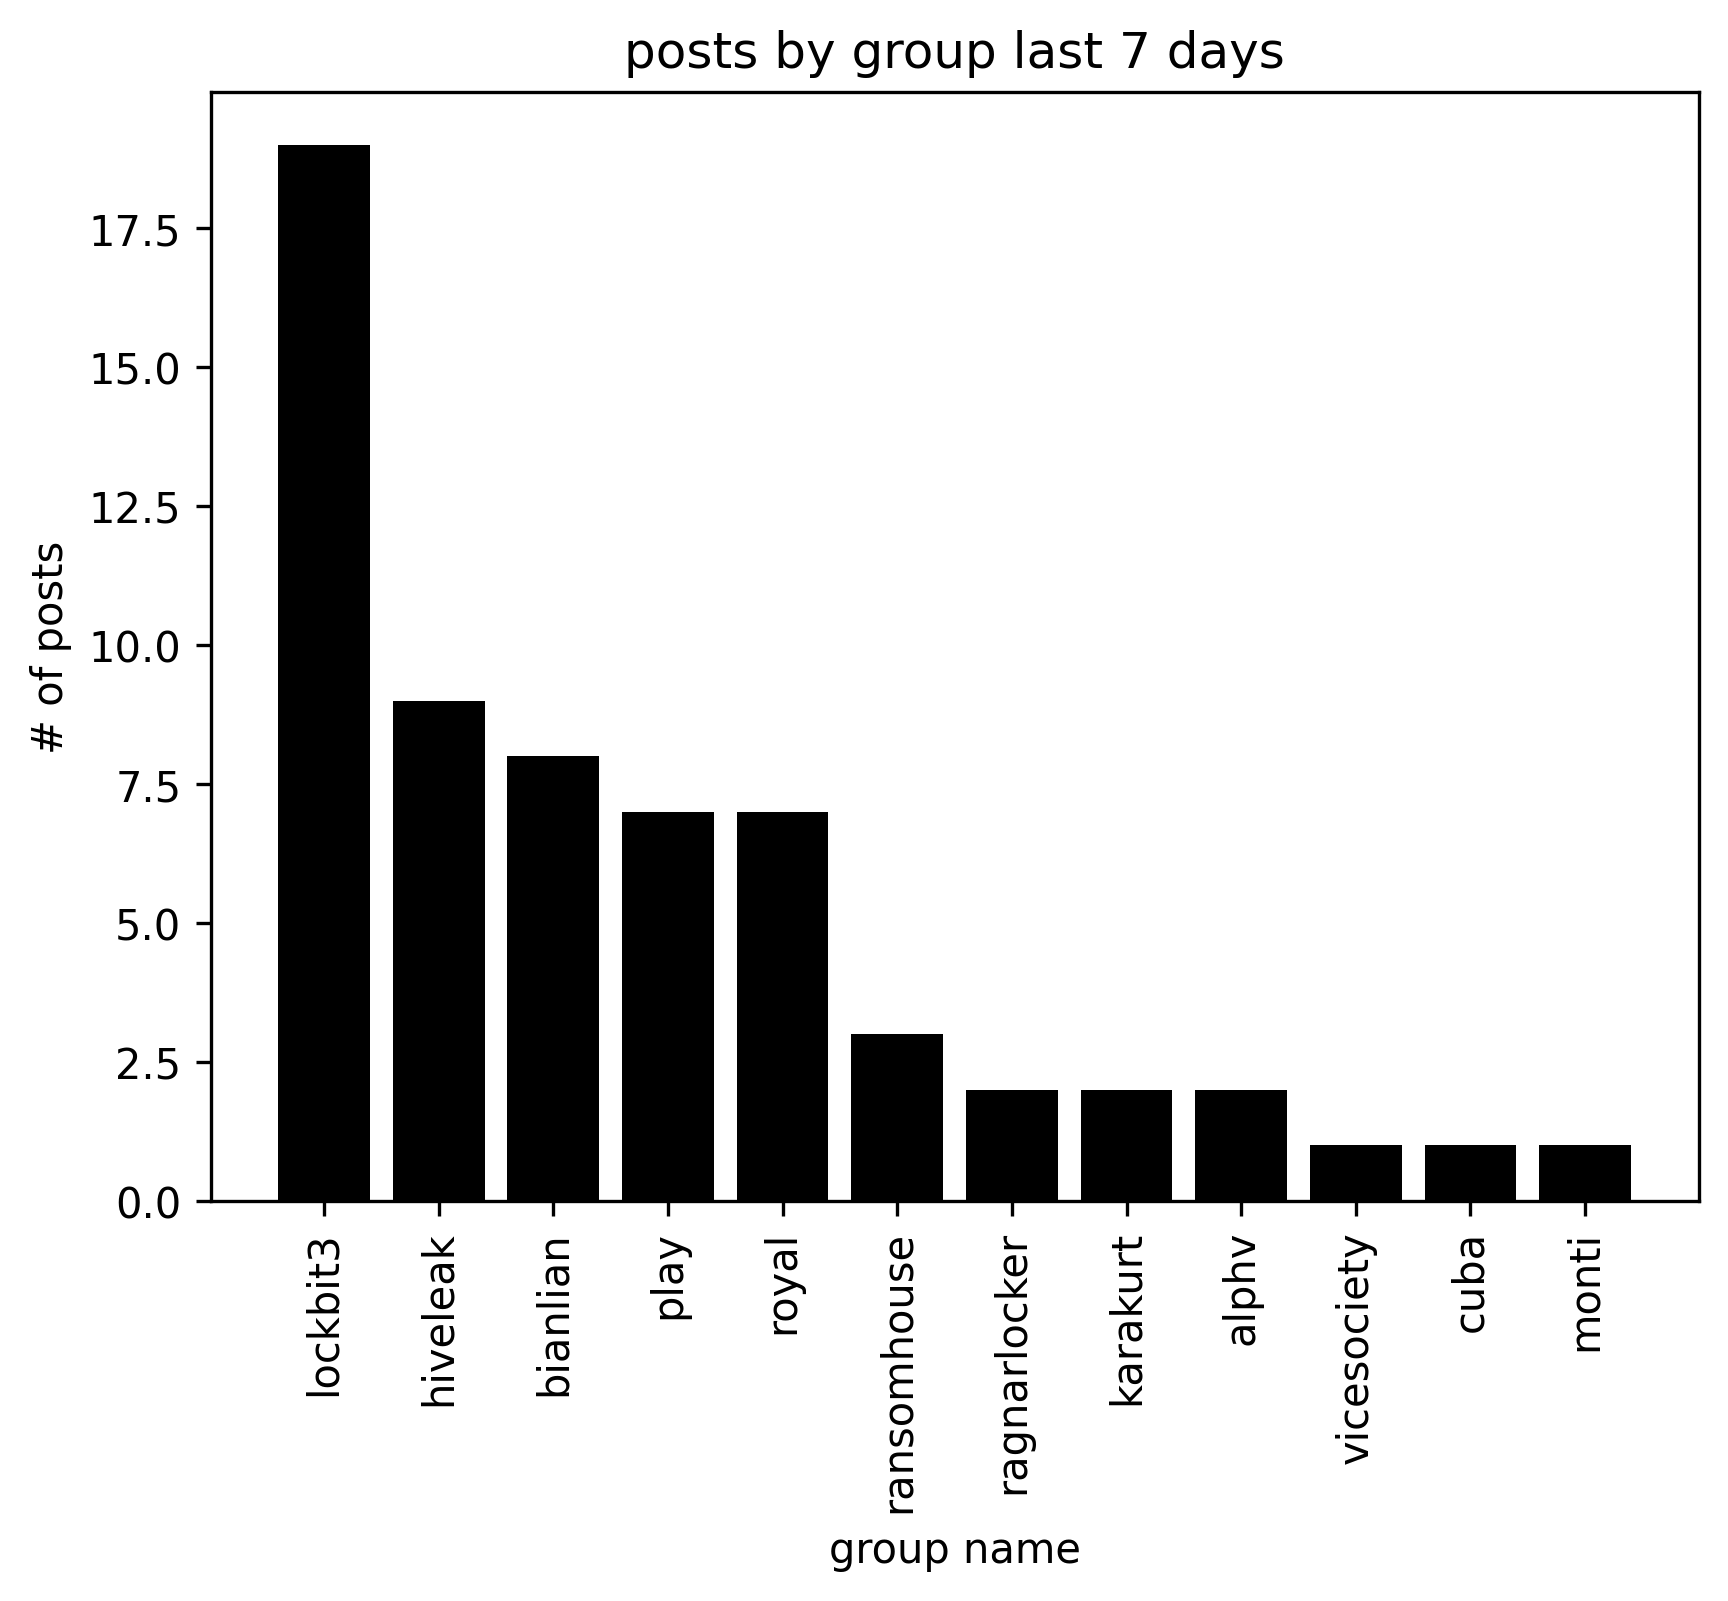 posts by group last 7 days
# of posts
17.5
15.0
12.5
10.0
7.5
5.0
2.5
0.0
lockbit3
hiveleak
bianlian
play
royal
ransomhouse
ragnarlocker
karakurt
alphv
vicesociety
cuba
monti
group name